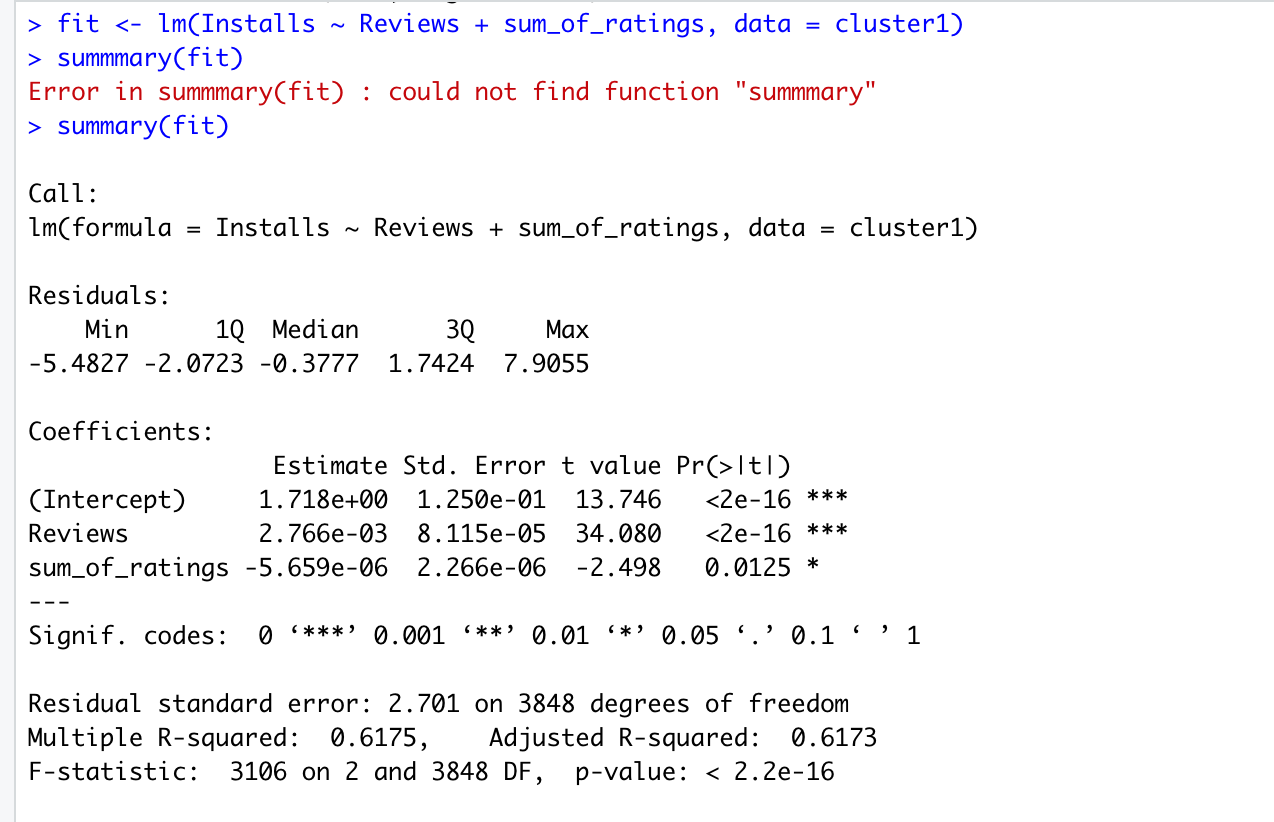 > fit <- lm(Installs ~ Reviews + sum_of_ratings, data = cluster1)
> summmary(fit)
Error in summmary(fit) : could not find function "summmary"
> summary(fit)

Call:
lm(formula = Installs ~ Reviews + sum_of_ratings, data = cluster1)

Residuals:
    Min      1Q  Median      3Q     Max
-5.4827 -2.0723 -0.3777  1.7424  7.9055

Coefficients:
                 Estimate Std. Error t value Pr(>|t|)
(Intercept)     1.718e+00  1.250e-01  13.746   <2e-16 ***
Reviews         2.766e-03  8.115e-05  34.080   <2e-16 ***
sum_of_ratings -5.659e-06  2.266e-06  -2.498   0.0125 *
---
Signif. codes:  0 ‘***’ 0.001 ‘**’ 0.01 ‘*’ 0.05 ‘.’ 0.1 ‘ ’ 1

Residual standard error: 2.701 on 3848 degrees of freedom
Multiple R-squared:  0.6175,    Adjusted R-squared:  0.6173
F-statistic:  3106 on 2 and 3848 DF,  p-value: < 2.2e-16